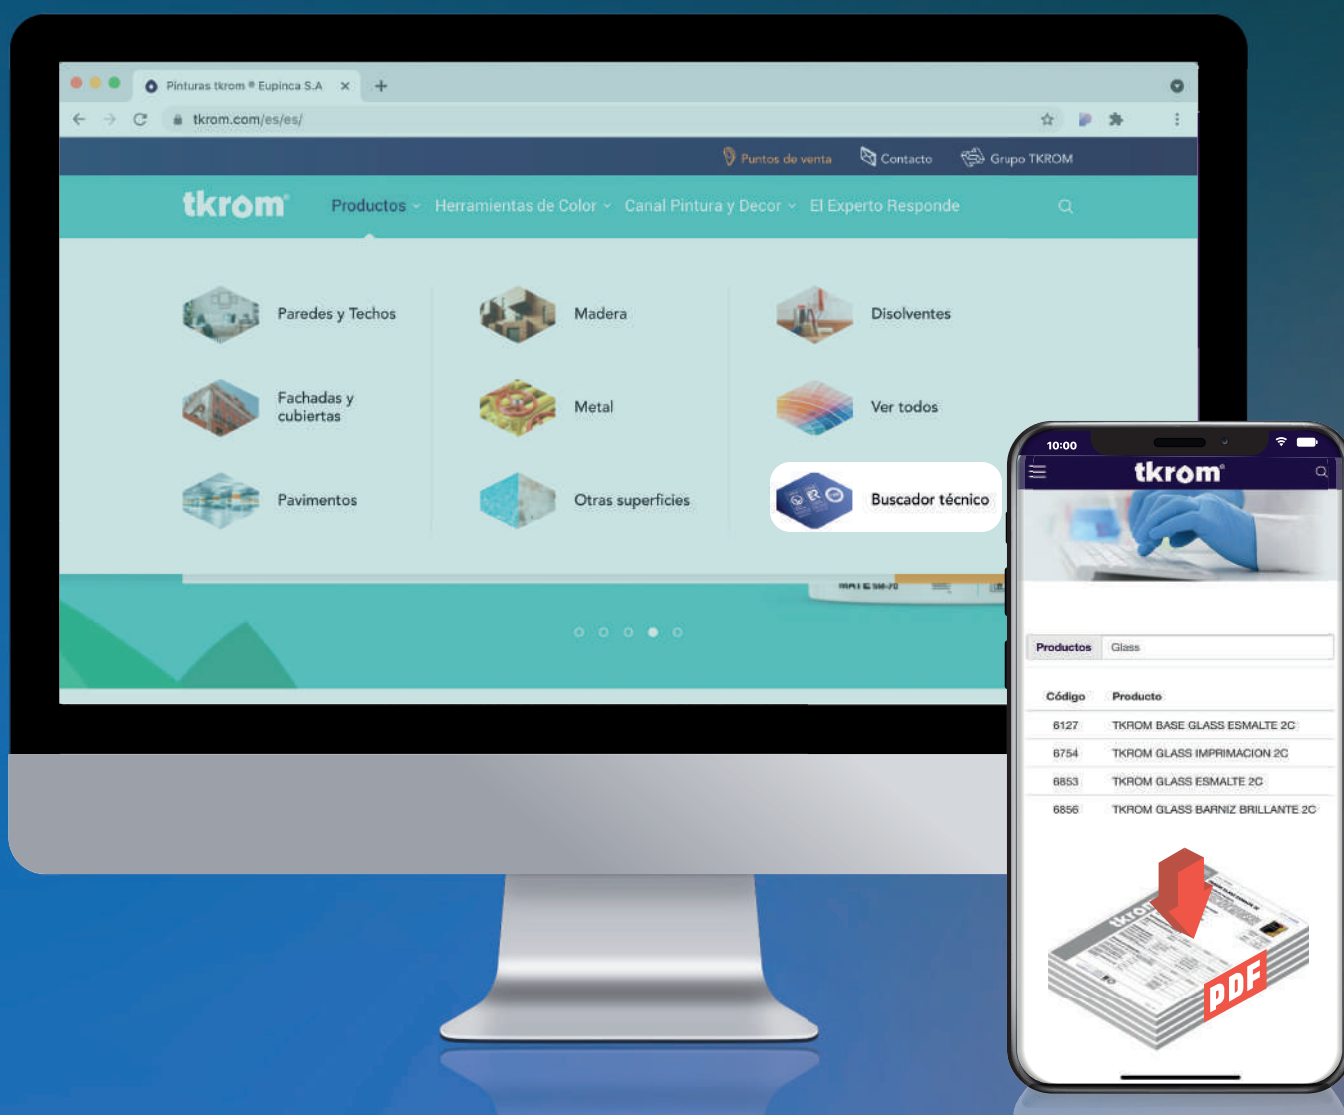 Pinturas tkrom ® Eupinca S.A
tkrom.com/es/es/
Puntos de venta
Contacto
Grupo TKROM
tkrom®
Productos
Herramientas de Color
Canal Pintura y Decor
El Experto Responde
Paredes y Techos
Madera
Disolventes
Fachadas y
cubiertas
Metal
Ver todos
Pavimentos
Otras superficies
Buscador técnico
10:00
tkrom®
Productos
Glass
Código Producto
6127 TKROM BASE GLASS ESMALTE 2C
6754 TKROM GLASS IMPRIMACION 2C
6853 TKROM GLASS ESMALTE 2C
6856 TKROM GLASS BARNIZ BRILLANTE 2C
tkrom
PDF